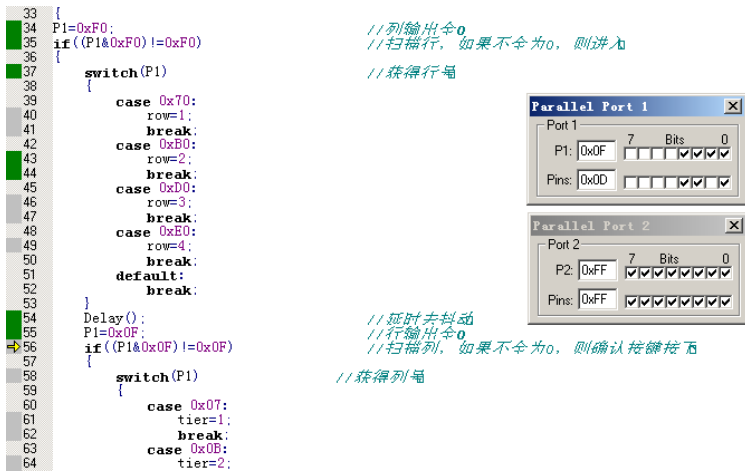 33 {
34 P1=0xF0; //列输出全0
35 if((P1&0xF0)!=0xF0) //扫描行，如果不全为0，则进入
36 {
37 switch(P1) //获得行号
38 {
39 case 0x70:
40 row=1;
41 break;
42 case 0xB0:
43 row=2;
44 break;
45 case 0xD0:
46 row=3;
47 break;
48 case 0xE0:
49 row=4;
50 break;
51 default:
52 break;
53 }
54 Delay(); //延时去抖动
55 P1=0x0F; //行输出全0
56 if((P1&0x0F)!=0x0F) //扫描列，如果不全为0，则确认按键按下
57 {
58 switch(P1) //获得列号
59 {
60 case 0x07:
61 tier=1;
62 break;
63 case 0x0B:
64 tier=2;
Parallel Port 1
Port 1
7 Bits 0
P1: 0x0F
Pins: 0x0D
Parallel Port 2
Port 2
7 Bits 0
P2: 0xFF
Pins: 0xFF